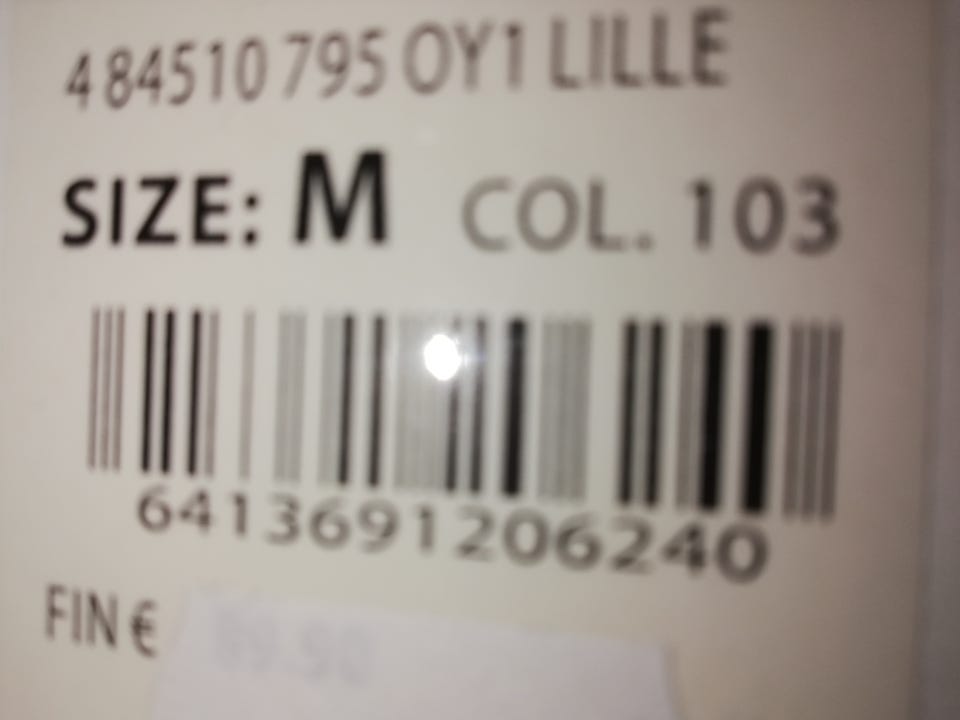 4 84510 795 OY1 LILLE
SIZE: M COL. 103
6413691206240
FIN €